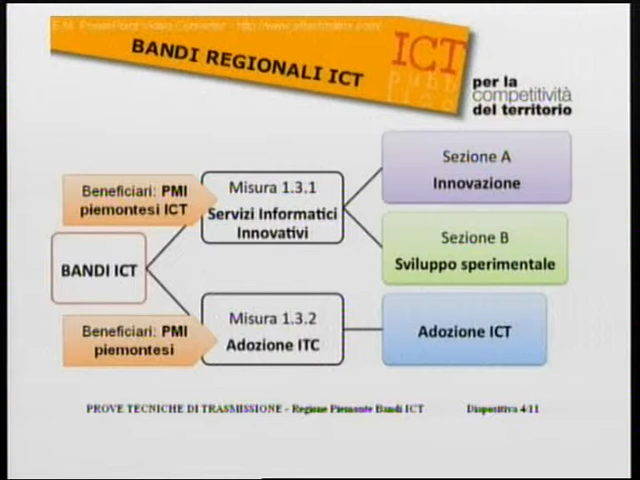 BANDI REGIONALI ICT
ICT
per la
competitività
del territorio
Sezione A
Innovazione
Beneficiari: PMI
piemontesi ICT
Misura 1.3.1
Servizi Informatici
Innovativi
Sezione B
Sviluppo sperimentale
BANDI ICT
Beneficiari: PMI
piemontesi
Misura 1.3.2
Adozione ITC
Adozione ICT
PROVE TECNICHE DI TRASMISSIONE - Regione Piemonte Bandi ICT
Diapositiva 4/11